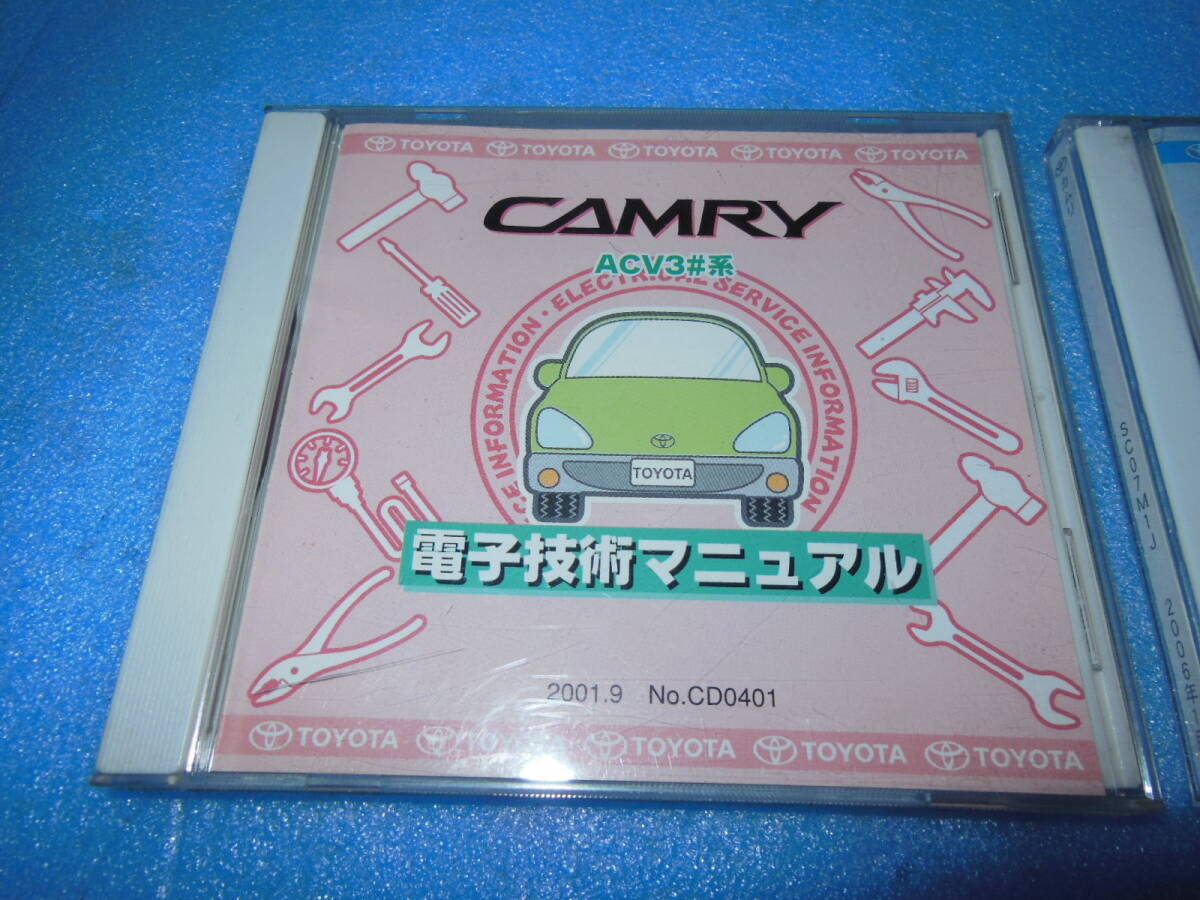 TOYOTA TOYOTA TOYOTA TOYOTA TOYOTA
CAMRY
ACV3#系
CE INFORMATION・ELECTRICAL SERVICE INFORMATION
TOYOTA
電子技術マニュアル
2001.9 No.CD0401
TOYOTA TOYOTA TOYOTA TOYOTA TOYOTA
SC07M1J 2006年